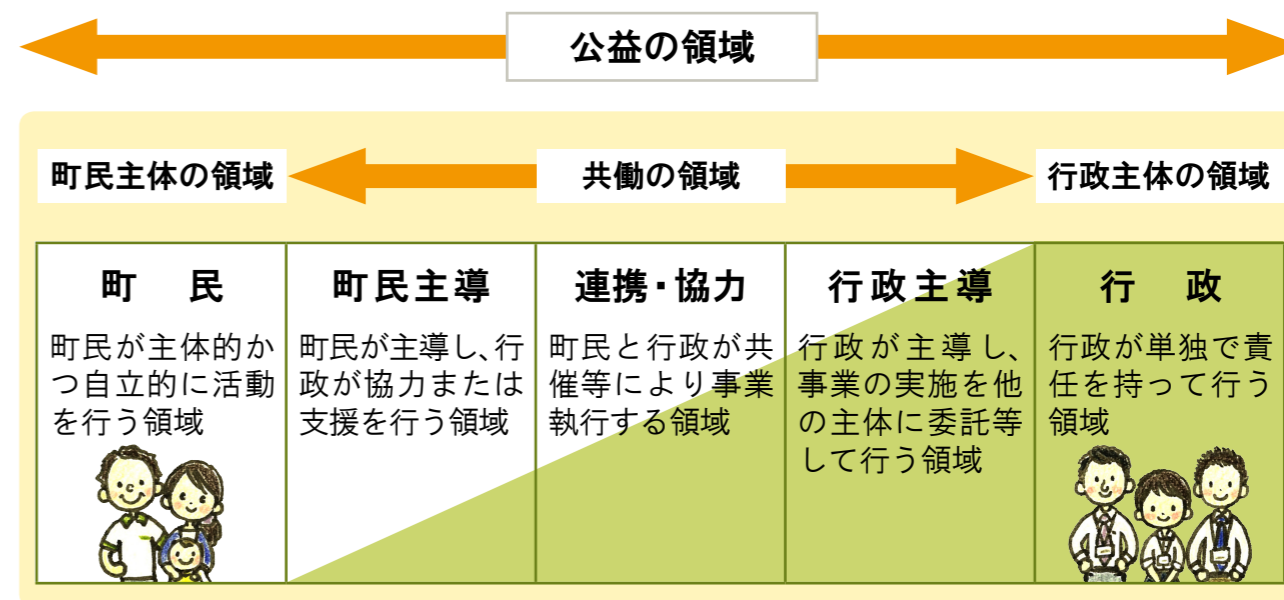 公益の領域
町民主体の領域
共働の領域
行政主体の領域
町 民
町民が主体的か
つ自立的に活動
を行う領域
町民主導
町民が主導し、行
政が協力または
支援を行う領域
連携・協力
町民と行政が共
催等により事業
執行する領域
行政主導
行政が主導し、
事業の実施を他
の主体に委託等
して行う領域
行 政
行政が単独で責
任を持って行う
領域